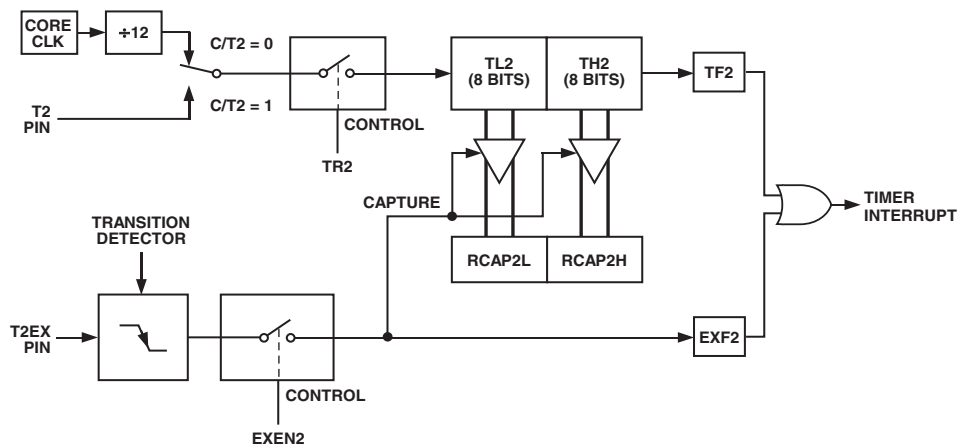 CORE
CLK
÷12
C/T2 = 0
C/T2 = 1
T2
PIN
CONTROL
TR2
TL2
(8 BITS)
TH2
(8 BITS)
TF2
CAPTURE
RCAP2L
RCAP2H
TIMER
INTERRUPT
TRANSITION
DETECTOR
T2EX
PIN
CONTROL
EXEN2
EXF2